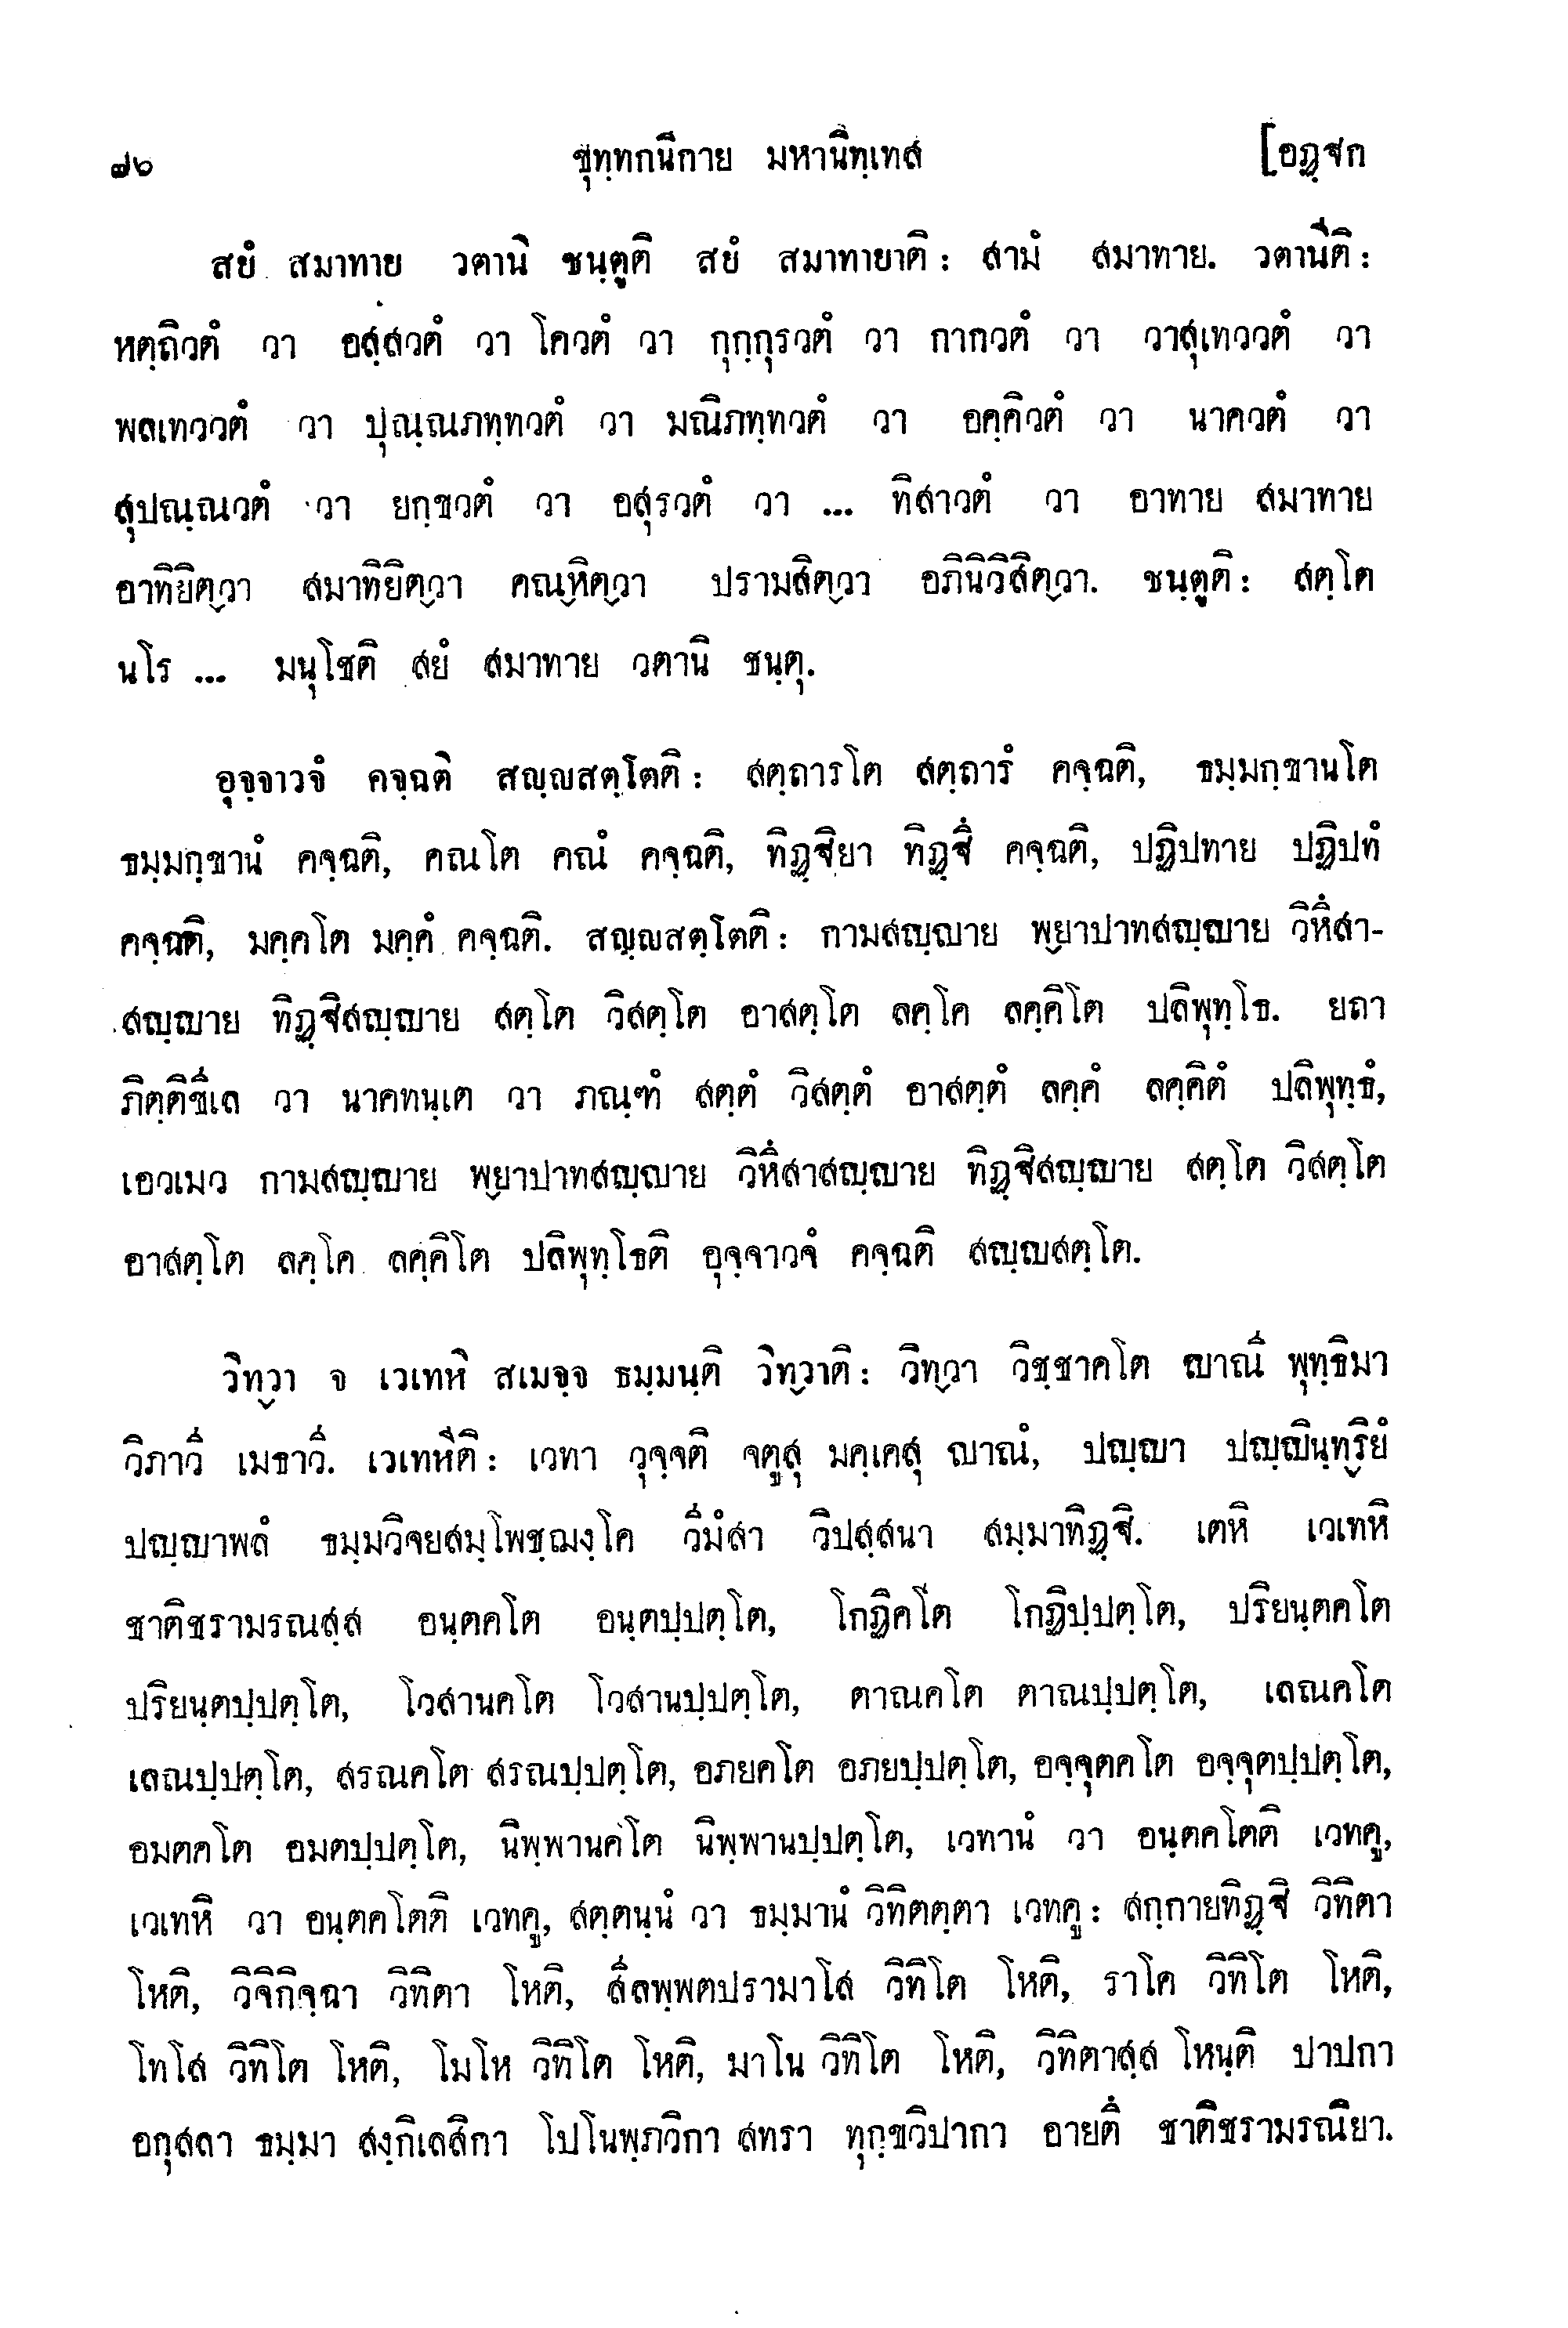 ๗๖ ขุทฺทกนิกาย มหานิทฺเทส [อฏฺฐก
สยํ สมาทาย วตานิ ชนฺตูติ สยํ สมาทายาติ: สามํ สมาทาย. วตานีติ:
หตฺถิวตํ วา อสฺสวตํ วา โควตํ วา กุกฺกุรวตํ วา กากวตํ วา วาสุเทววตํ วา
พลเทววตํ วา ปุณฺณภทฺทวตํ วา มณิภทฺทวตํ วา อคฺคิวตํ วา นาควตํ วา
สุปณฺณวตํ วา ยกฺขวตํ วา อสุรวตํ วา ... ทิสาวตํ วา อาทาย สมาทาย
อาทิยิตฺวา สมาทิยิตฺวา คณฺหิตฺวา ปรามสิตฺวา อภินิวิสิตฺวา. ชนฺตูติ: สตฺโต
นโร ... มนุโชติ สยํ สมาทาย วตานิ ชนฺตุ.
อุจฺจาวจํ คจฺฉติ สญฺญสตฺโตติ: สตฺถารโต สตฺถารํ คจฺฉติ, ธมฺมกฺขานโต
ธมฺมกฺขานํ คจฺฉติ, คณโต คณํ คจฺฉติ, ทิฏฺฐิยา ทิฏฺฐึ คจฺฉติ, ปฏิปทาย ปฏิปทํ
คจฺฉติ, มคฺคโต มคฺคํ คจฺฉติ. สญฺญสตฺโตติ: กามสญฺญาย พฺยาปาทสญฺญาย วิหึสา-
สญฺญาย ทิฏฺฐิสญฺญาย สตฺโต วิสตฺโต อาสตฺโต ลคฺโค ลคฺคิโต ปลิพุทฺโธ. ยถา
ภิตฺติขีเล วา นาคทนฺเต วา ภณฺฑํ สตฺตํ วิสตฺตํ อาสตฺตํ ลคฺคํ ลคฺคิตํ ปลิพุทฺธํ,
เอวเมว กามสญฺญาย พฺยาปาทสญฺญาย วิหึสาสญฺญาย ทิฏฺฐิสญฺญาย สตฺโต วิสตฺโต
อาสตฺโต ลคฺโค ลคฺคิโต ปลิพุทฺโธติ อุจฺจาวจํ คจฺฉติ สญฺญสตฺโต.
วิทฺวา จ เวเทหิ สเมจฺจ ธมฺมนฺติ วิทฺวาติ: วิทฺวา วิชฺชาคโต ญาณี พุทฺธิมา
วิภาวี เมธาวี. เวเทหีติ: เวทา วุจฺจติ จตูสุ มคฺเคสุ ญาณํ, ปญฺญา ปญฺญินฺทฺริยํ
ปญฺญาพลํ ธมฺมวิจยสมฺโพชฺฌงฺโค วีมํสา วิปสฺสนา สมฺมาทิฏฺฐิ. เตหิ เวเทหิ
ชาติชรามรณสฺส อนฺตคโต อนฺตปฺปตฺโต, โกฏิคโต โกฏิปฺปตฺโต, ปริยนฺตคโต
ปริยนฺตปฺปตฺโต, โวสานคโต โวสานปฺปตฺโต, ตาณคโต ตาณปฺปตฺโต, เลณคโต
เลณปฺปตฺโต, สรณคโต สรณปฺปตฺโต, อภยคโต อภยปฺปตฺโต, อจฺจุตคโต อจฺจุตปฺปตฺโต,
อมตคโต อมตปฺปตฺโต, นิพฺพานคโต นิพฺพานปฺปตฺโต, เวทานํ วา อนฺตคโตติ เวทคู,
เวเทหิ วา อนฺตคโตติ เวทคู, สตฺตนฺนํ วา ธมฺมานํ วิทิตตฺตา เวทคู: สกฺกายทิฏฺฐิ วิทิตา
โหติ, วิจิกิจฺฉา วิทิตา โหติ, สีลพฺพตปรามาโส วิทิโต โหติ, ราโค วิทิโต โหติ,
โทโส วิทิโต โหติ, โมโห วิทิโต โหติ, มาโน วิทิโต โหติ, วิทิตาสฺส โหนฺติ ปาปกา
อกุสลา ธมฺมา สงฺกิเลสิกา โปโนพฺภวิกา สทรา ทุกฺขวิปากา อายตึ ชาติชรามรณิยา.